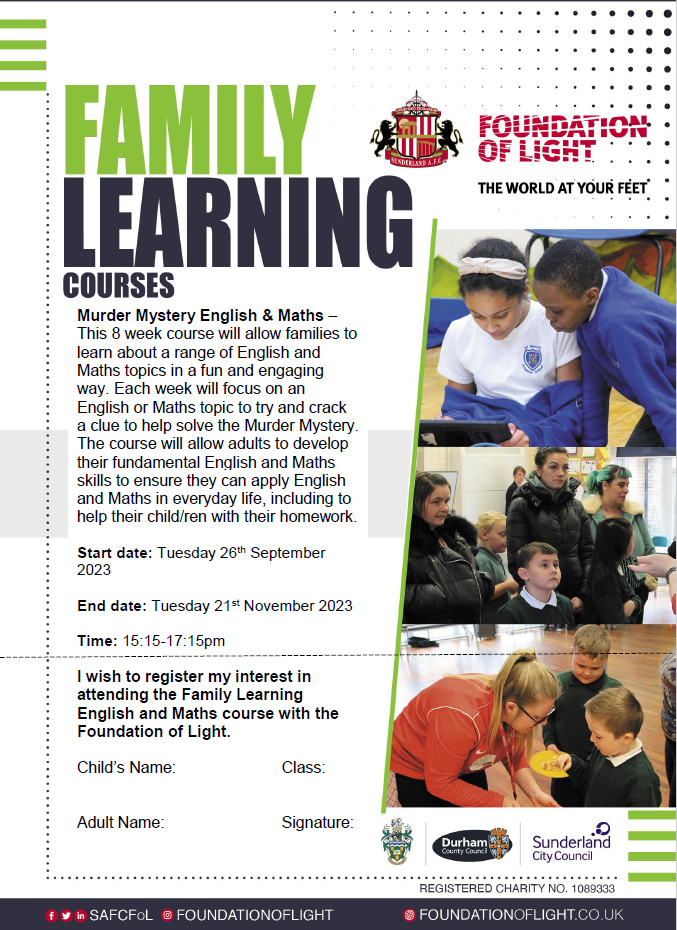 FAMILY
LEARNING
COURSES
SUNDERLAND A.F.C.
FOUNDATION
OF LIGHT
THE WORLD AT YOUR FEET
Murder Mystery English & Maths –
This 8 week course will allow families to
learn about a range of English and
Maths topics in a fun and engaging
way. Each week will focus on an
English or Maths topic to try and crack
a clue to help solve the Murder Mystery.
The course will allow adults to develop
their fundamental English and Maths
skills to ensure they can apply English
and Maths in everyday life, including to
help their child/ren with their homework.
Start date: Tuesday 26th September
2023
End date: Tuesday 21st November 2023
Time: 15:15-17:15pm
I wish to register my interest in
attending the Family Learning
English and Maths course with the
Foundation of Light.
Child's Name: Class:
Adult Name: Signature:
Durham
County Council
Sunderland
City Council
REGISTERED CHARITY NO. 1089333
SAFCFoL FOUNDATIONOFLIGHT FOUNDATIONOFLIGHT.CO.UK